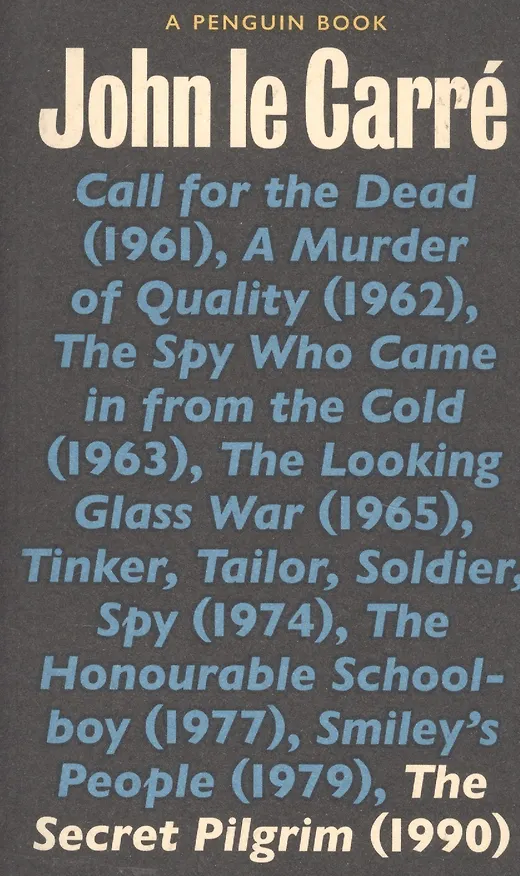 A PENGUIN BOOK
John le Carré
Call for the Dead
(1961), A Murder
of Quality (1962),
The Spy Who Came
in from the Cold
(1963), The Looking
Glass War (1965),
Tinker, Tailor, Soldier,
Spy (1974), The
Honourable School-
boy (1977), Smiley's
People (1979), The
Secret Pilgrim (1990)